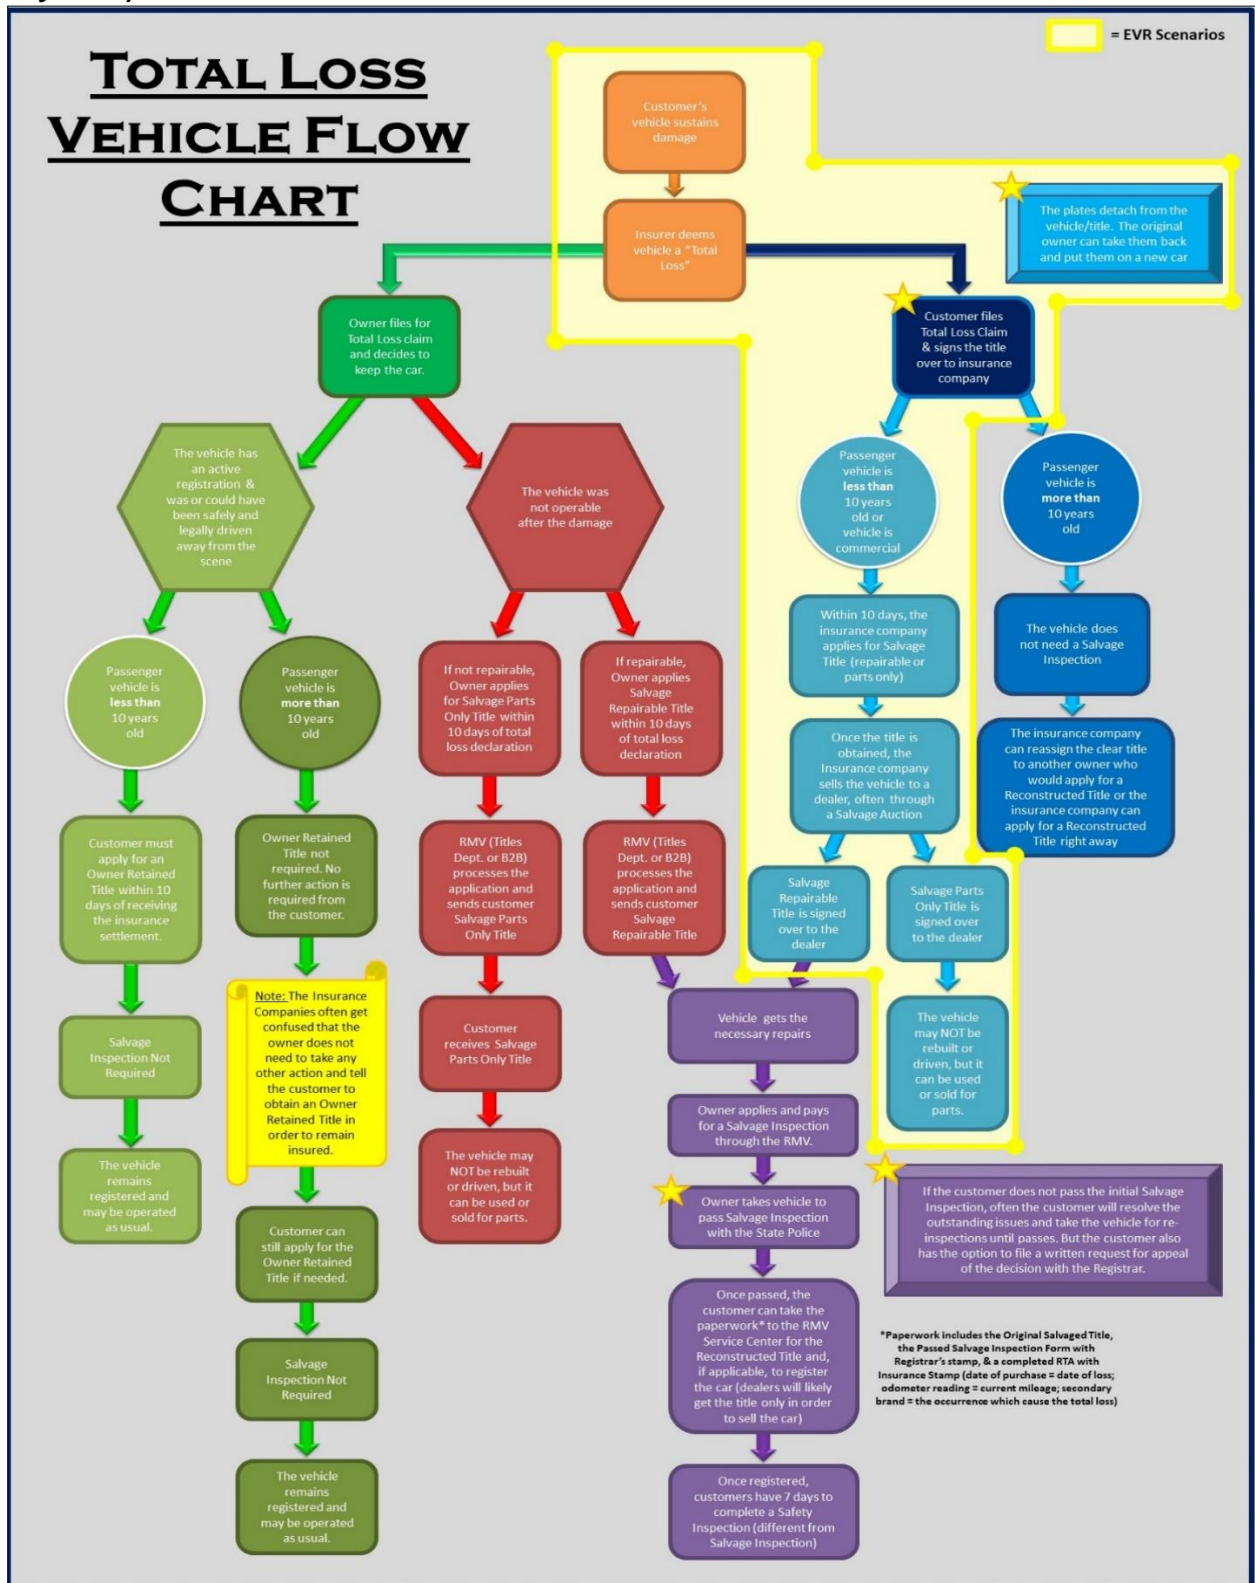 = EVR Scenarios
TOTAL LOSS
VEHICLE FLOW
CHART
Customer's
vehicle sustains
damage
Insurer deems
vehicle a “Total
Loss”
The plates detach from the
vehicle/title. The original
owner can take them back
and put them on a new car
Owner files for
Total Loss claim
and decides to
keep the car.
Customer files
Total Loss Claim
& signs the title
over to insurance
company
The vehicle has
an active
registration &
was or could have
been safely and
legally driven
away from the
scene
The vehicle was
not operable
after the damage
Passenger
vehicle is
less than
10 years
old or
vehicle is
commercial
Passenger
vehicle is
more than
10 years
old
Passenger
vehicle is
less than
10 years
old
Passenger
vehicle is
more than
10 years
old
If not repairable,
Owner applies
for Salvage Parts
Only Title within
10 days of total
loss declaration
If repairable,
Owner applies
Salvage
Repairable Title
within 10 days
of total loss
declaration
Within 10 days, the
insurance company
applies for Salvage
Title (repairable or
parts only)
The vehicle does
not need a Salvage
Inspection
Once the title is
obtained, the
Insurance company
sells the vehicle to a
dealer, often through
a Salvage Auction
The insurance company
can reassign the clear title
to another owner who
would apply for a
Reconstructed Title or the
insurance company can
apply for a Reconstructed
Title right away
Customer must
apply for an
Owner Retained
Title within 10
days of receiving
the insurance
settlement.
Owner Retained
Title not
required. No
further action is
required from
the customer.
RMV (Titles
Dept. or B2B)
processes the
application and
sends customer
Salvage Parts
Only Title
RMV (Titles
Dept. or B2B)
processes the
application and
sends customer
Salvage
Repairable Title
Salvage
Repairable
Title is signed
over to the
dealer
Salvage Parts
Only Title is
signed over
to the dealer
Salvage
Inspection Not
Required
Note: The Insurance
Companies often get
confused that the
owner does not
need to take any
other action and tell
the customer to
obtain an Owner
Retained Title in
order to remain
insured.
Customer
receives Salvage
Parts Only Title
Vehicle gets the
necessary repairs
The vehicle
may NOT be
rebuilt or
driven, but it
can be used
or sold for
parts.
Owner applies and pays
for a Salvage Inspection
through the RMV.
The vehicle
remains
registered and
may be operated
as usual.
The vehicle may
NOT be rebuilt
or driven, but it
can be used or
sold for parts.
Owner takes vehicle to
pass Salvage Inspection
with the State Police
If the customer does not pass the initial Salvage
Inspection, often the customer will resolve the
outstanding issues and take the vehicle for re-
inspections until passes. But the customer also
has the option to file a written request for appeal
of the decision with the Registrar.
Customer can
still apply for the
Owner Retained
Title if needed.
Once passed, the
customer can take the
paperwork* to the RMV
Service Center for the
Reconstructed Title and,
if applicable, to register
the car (dealers will likely
get the title only in order
to sell the car)
*Paperwork includes the Original Salvaged Title,
the Passed Salvage Inspection Form with
Registrar's stamp, & a completed RTA with
Insurance Stamp (date of purchase = date of loss;
odometer reading = current mileage; secondary
brand = the occurrence which cause the total loss)
Salvage
Inspection Not
Required
The vehicle
remains
registered and
may be operated
as usual.
Once registered,
customers have 7 days to
complete a Safety
Inspection (different from
Salvage Inspection)